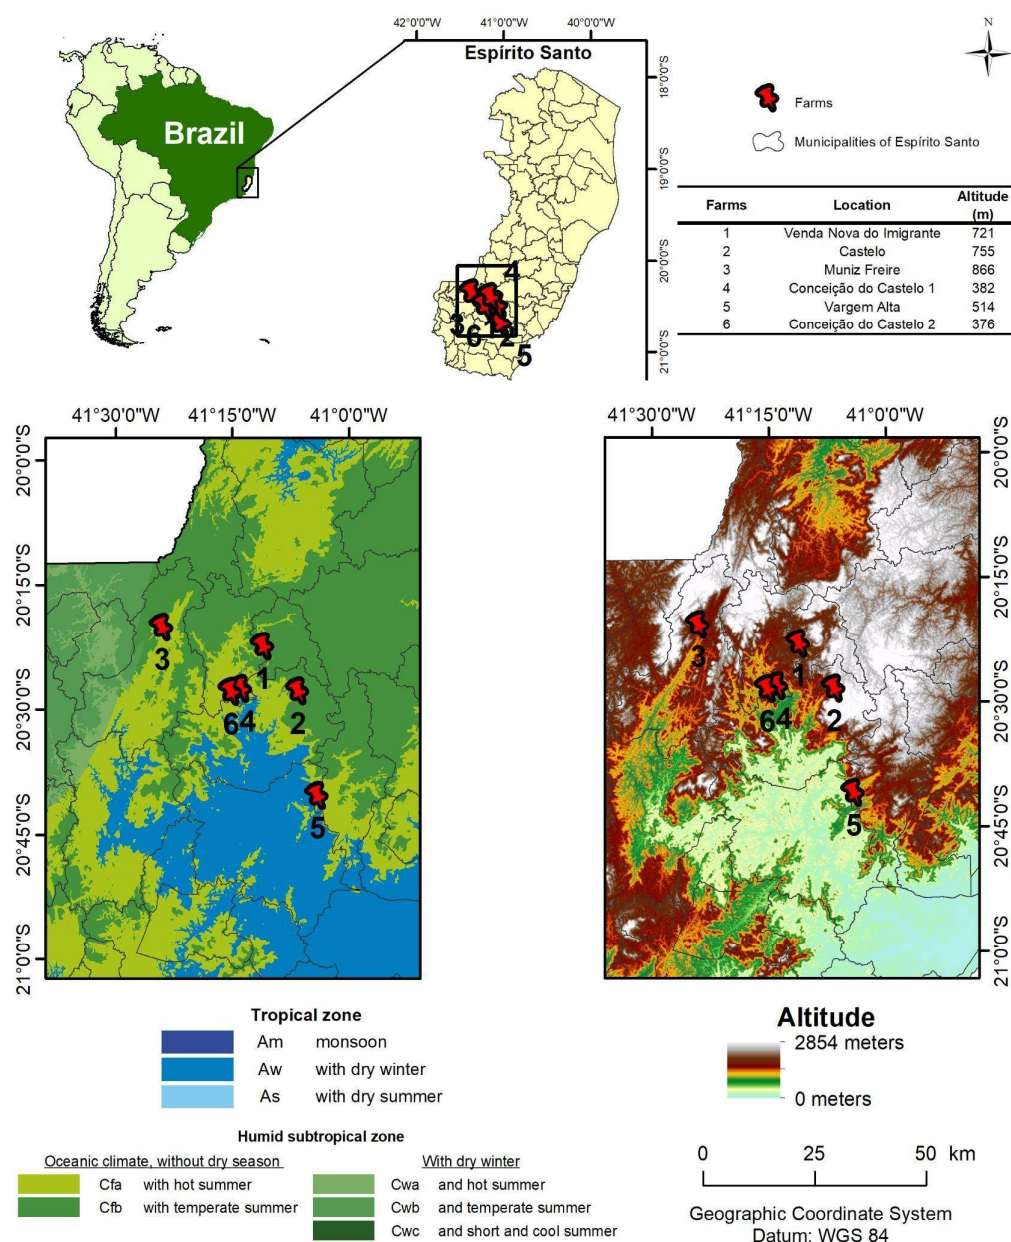 42°0'0"W 41°0'0"W 40°0'0"W
N
Espírito Santo
Brazil
18°0'0"S
19°0'0"S
20°0'0"S
21°0'0"S
4
3
6
1
2
5
Farms
Municipalities of Espírito Santo
Farms Location Altitude (m)
1 Venda Nova do Imigrante 721
2 Castelo 755
3 Muniz Freire 866
4 Conceição do Castelo 1 382
5 Vargem Alta 514
6 Conceição do Castelo 2 376
41°30'0"W 41°15'0"W 41°0'0"W
20°0'0"S
20°15'0"S
20°30'0"S
20°45'0"S
21°0'0"S
3
1
64
2
5
41°30'0"W 41°15'0"W 41°0'0"W
20°0'0"S
20°15'0"S
20°30'0"S
20°45'0"S
21°0'0"S
3
1
64
2
5
Tropical zone
Am monsoon
Aw with dry winter
As with dry summer
Humid subtropical zone
Oceanic climate, without dry season
Cfa with hot summer
Cfb with temperate summer
With dry winter
Cwa and hot summer
Cwb and temperate summer
Cwc and short and cool summer
Altitude
2854 meters
0 meters
0 25 50 km
Geographic Coordinate System
Datum: WGS 84